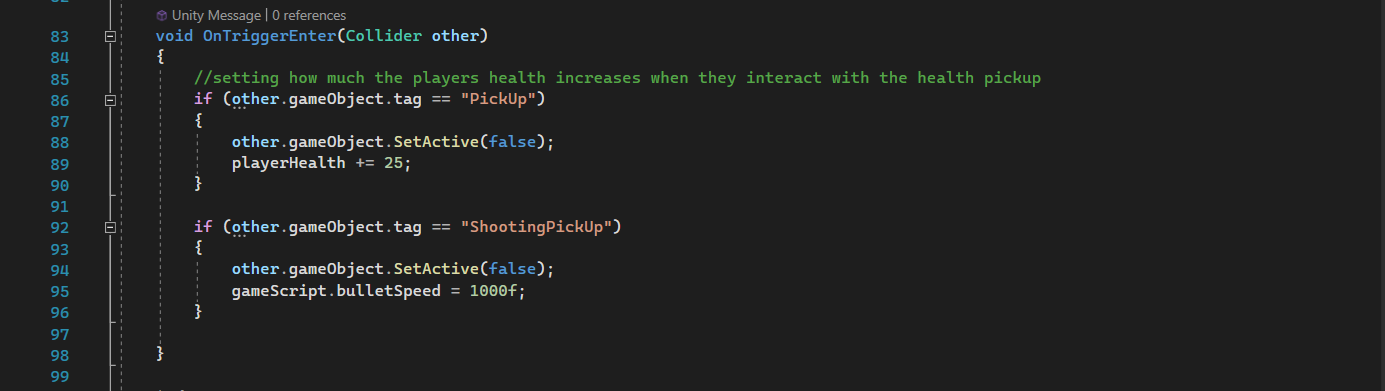 Unity Message | 0 references
83 void OnTriggerEnter(Collider other)
84 {
85 //setting how much the players health increases when they interact with the health pickup
86 if (other.gameObject.tag == "PickUp")
87 {
88 other.gameObject.SetActive(false);
89 playerHealth += 25;
90 }
91
92 if (other.gameObject.tag == "ShootingPickUp")
93 {
94 other.gameObject.SetActive(false);
95 gameScript.bulletSpeed = 1000f;
96 }
97
98 }
99